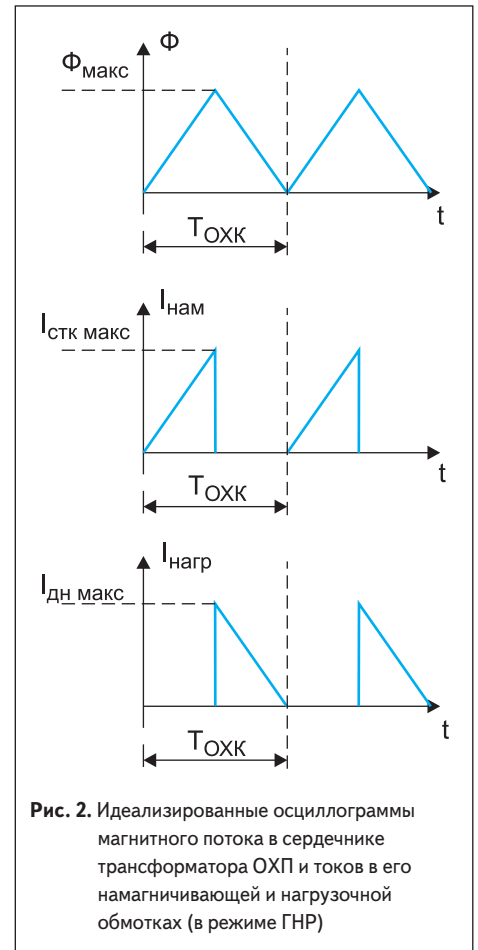 Φ
Φмакс
t
TОХК
Iнам
Iстк макс
t
TОХК
Iнагр
Iдн макс
t
TОХК
Рис. 2. Идеализированные осциллограммы
магнитного потока в сердечнике
трансформатора ОХП и токов в его
намагничивающей и нагрузочной
обмотках (в режиме ГНР)